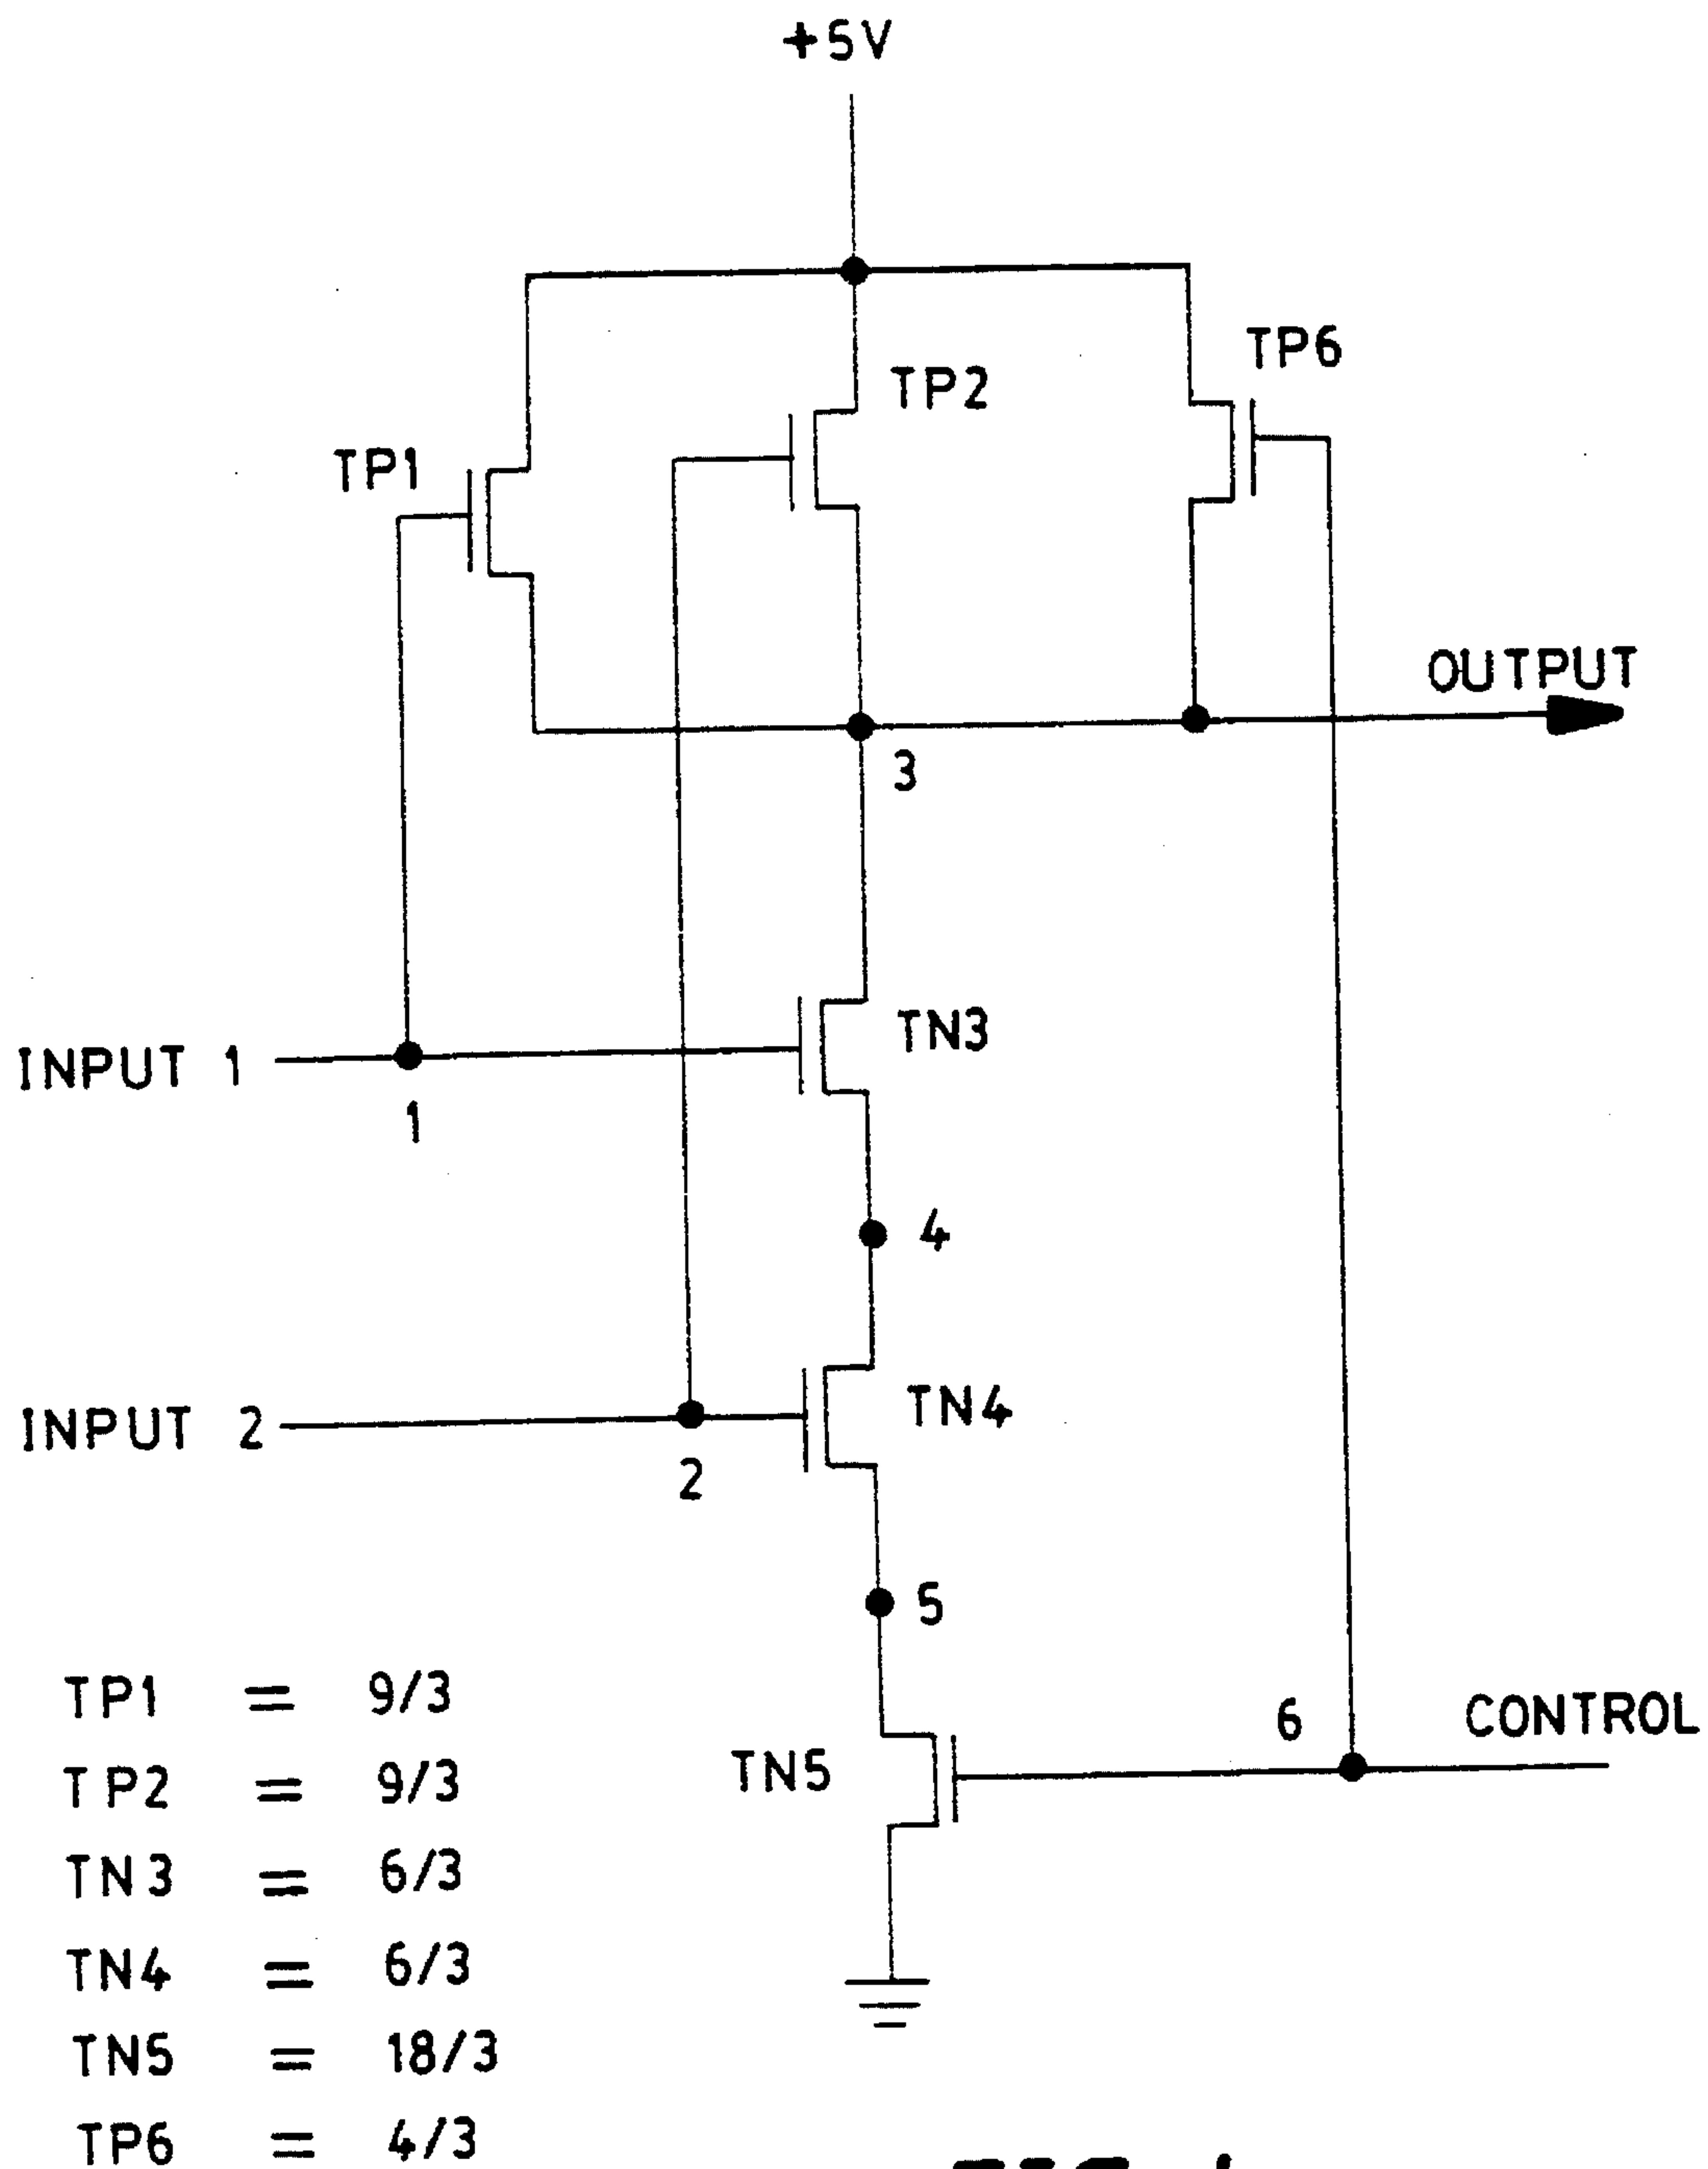 +5V
TP6
TP2
TP1
OUTPUT
3
TN3
INPUT 1
1
4
TN4
INPUT 2
2
5
6 CONTROL
TN5
TP1 = 9/3
TP2 = 9/3
TN3 = 6/3
TN4 = 6/3
TN5 = 18/3
TP6 = 4/3